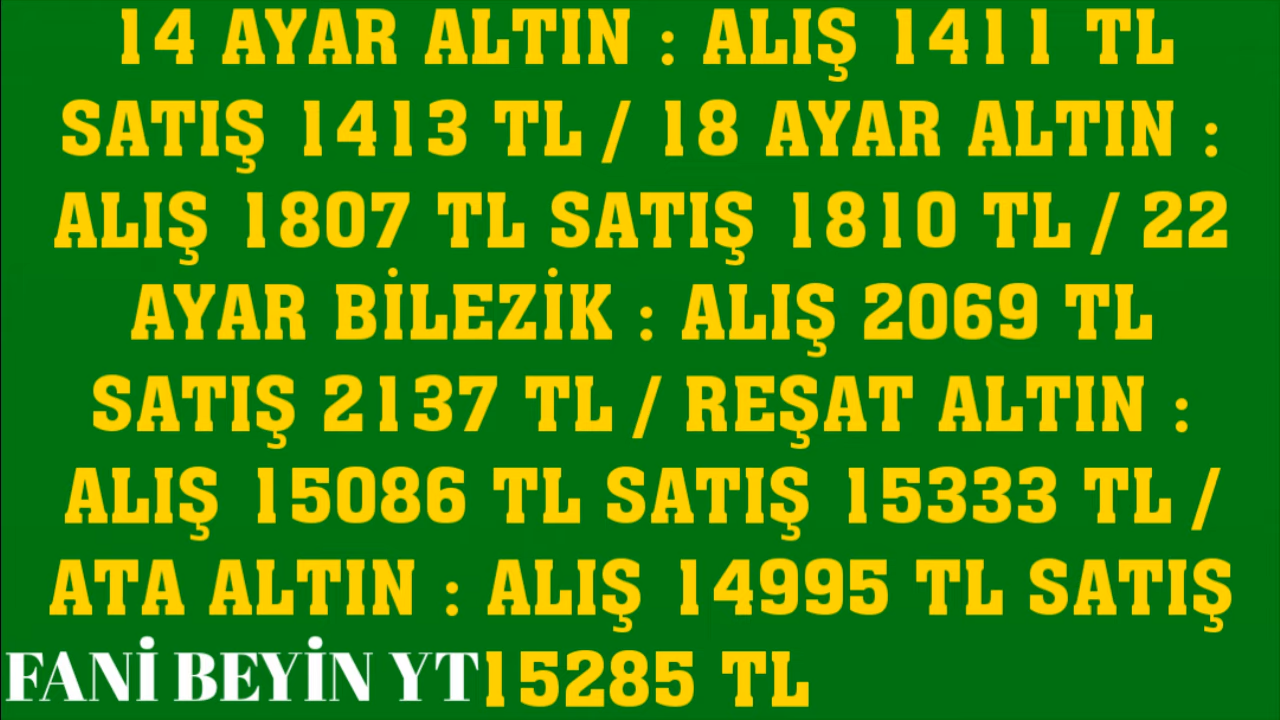 14 AYAR ALTIN : ALIŞ 1411 TL
SATIŞ 1413 TL / 18 AYAR ALTIN :
ALIŞ 1807 TL SATIŞ 1810 TL / 22
AYAR BİLEZİK : ALIŞ 2069 TL
SATIŞ 2137 TL / REŞAT ALTIN :
ALIŞ 15086 TL SATIŞ 15333 TL /
ATA ALTIN : ALIŞ 14995 TL SATIŞ
FANİ BEYİN YT 15285 TL